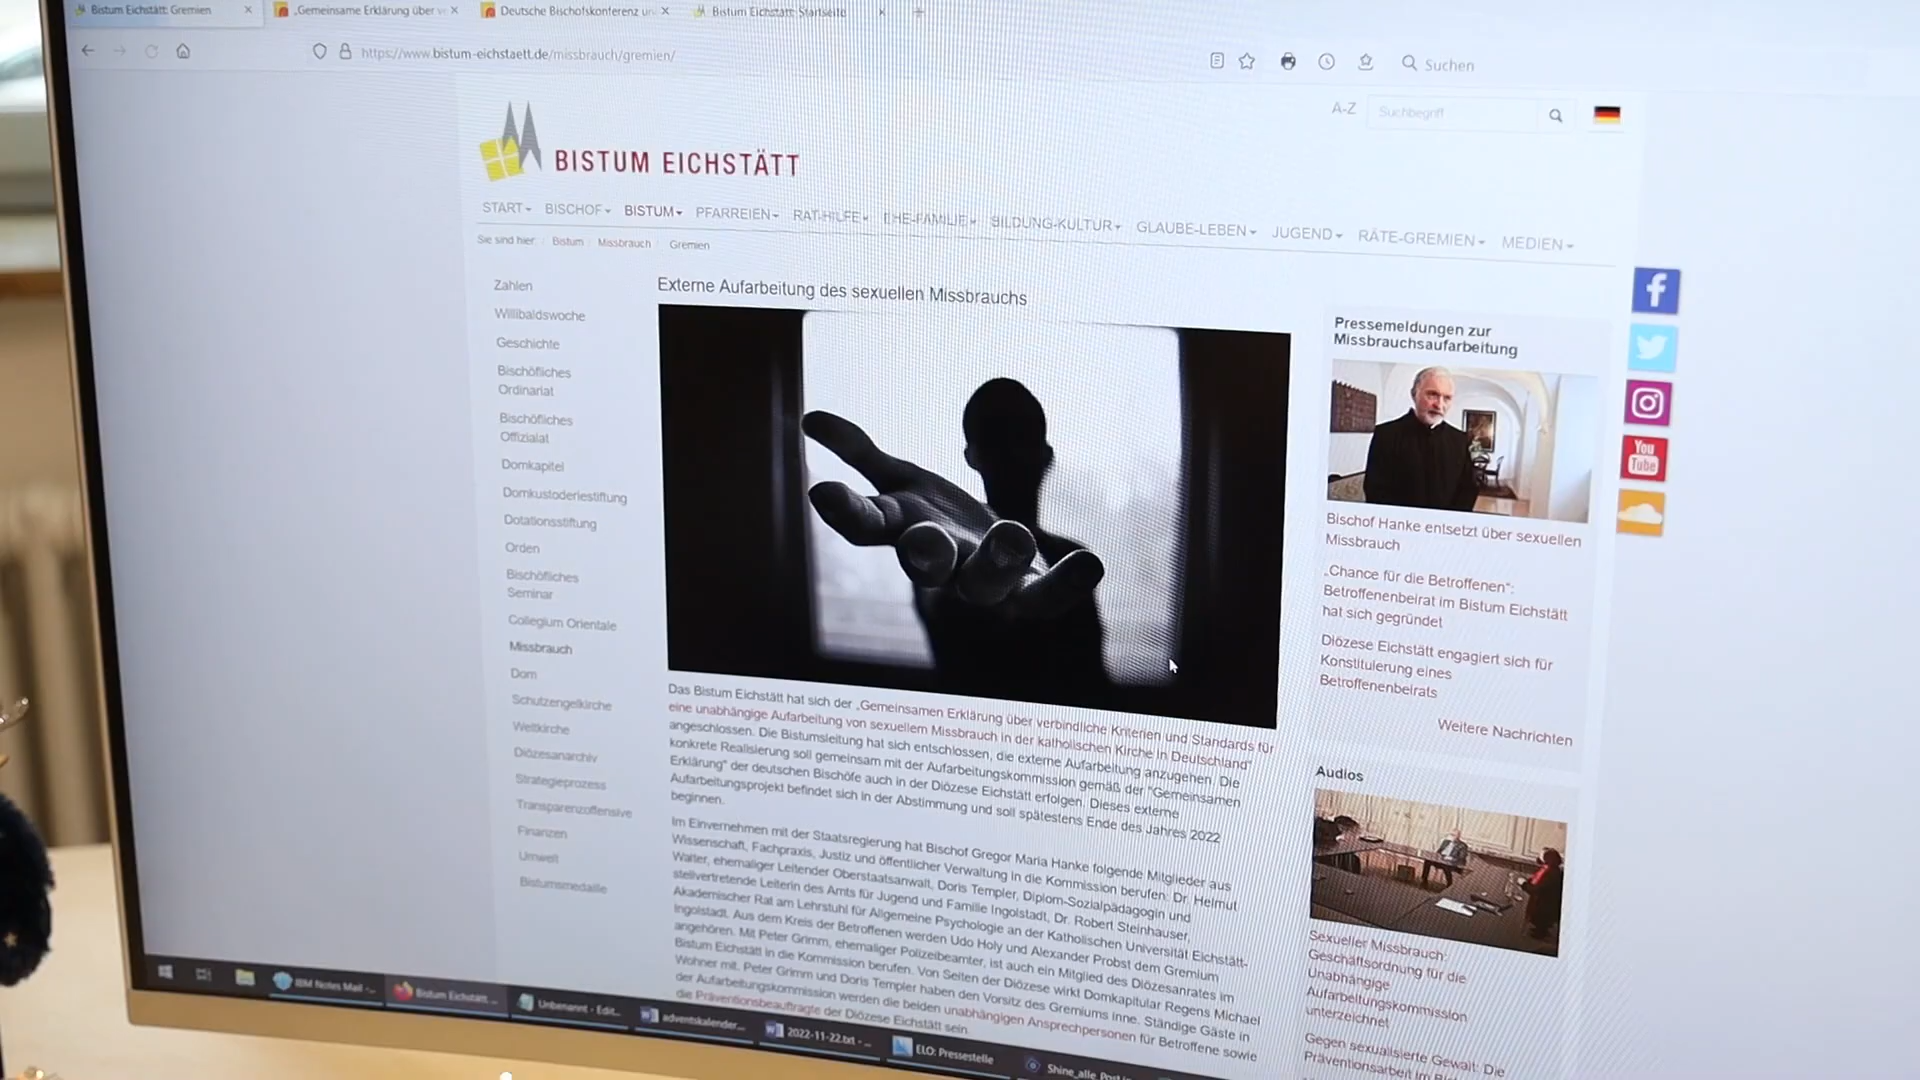 Bistum Eichstätt: Gremien
„Gemeinsame Erklärung über
Deutsche Bischofskonferenz
Bistum Eichstätt: Startseite
https://www.bistum-eichstaett.de/missbrauch/gremien/
Suchen
A-Z
Suchbegriff
BISTUM EICHSTÄTT
START
BISCHOF
BISTUM
PFARREIEN
RAT-HILFE
EHE-FAMILIE
BILDUNG-KULTUR
GLAUBE-LEBEN
JUGEND
RÄTE-GREMIEN
MEDIEN
Sie sind hier: Bistum Missbrauch Gremien
Zahlen
Willibaldswoche
Geschichte
Bischöfliches
Ordinariat
Bischöfliches
Offizialat
Domkapitel
Domkustoderiestiftung
Dotationsstiftung
Orden
Bischöfliches
Seminar
Collegium Orientale
Missbrauch
Dom
Schutzengelkirche
Weltkirche
Diözesanarchiv
Strategieprozess
Transparenzoffensive
Finanzen
Umwelt
Bistumsmedaille
Externe Aufarbeitung des sexuellen Missbrauchs
Das Bistum Eichstätt hat sich der „Gemeinsamen Erklärung über verbindliche Kriterien und Standards für
eine unabhängige Aufarbeitung von sexuellem Missbrauch in der katholischen Kirche in Deutschland"
angeschlossen. Die Bistumsleitung hat sich entschlossen, die externe Aufarbeitung anzugehen. Die
konkrete Realisierung soll gemeinsam mit der Aufarbeitungskommission gemäß der "Gemeinsamen
Erklärung" der deutschen Bischöfe auch in der Diözese Eichstätt erfolgen. Dieses externe
Aufarbeitungsprojekt befindet sich in der Abstimmung und soll spätestens Ende des Jahres 2022
beginnen.
Im Einvernehmen mit der Staatsregierung hat Bischof Gregor Maria Hanke folgende Mitglieder aus
Wissenschaft, Fachpraxis, Justiz und öffentlicher Verwaltung in die Kommission berufen: Dr. Helmut
Walter, ehemaliger Leitender Oberstaatsanwalt, Doris Templer, Diplom-Sozialpädagogin und
stellvertretende Leiterin des Amts für Jugend und Familie Ingolstadt, Dr. Robert Steinhauser,
Akademischer Rat am Lehrstuhl für Allgemeine Psychologie an der Katholischen Universität Eichstätt-
Ingolstadt. Aus dem Kreis der Betroffenen werden Udo Holy und Alexander Probst dem Gremium
angehören. Mit Peter Grimm, ehemaliger Polizeibeamter, ist auch ein Mitglied des Diözesanrates im
Bistum Eichstätt in die Kommission berufen. Von Seiten der Diözese wirkt Domkapitular Regens Michael
Wohner mit. Peter Grimm und Doris Templer haben den Vorsitz des Gremiums inne. Ständige Gäste in
der Aufarbeitungskommission werden die beiden unabhängigen Ansprechpersonen für Betroffene sowie
die Präventionsbeauftragte der Diözese Eichstätt sein.
Pressemeldungen zur
Missbrauchsaufarbeitung
Bischof Hanke entsetzt über sexuellen
Missbrauch
„Chance für die Betroffenen":
Betroffenenbeirat im Bistum Eichstätt
hat sich gegründet
Diözese Eichstätt engagiert sich für
Konstituierung eines
Betroffenenbeirats
Weitere Nachrichten
Audios
Sexueller Missbrauch:
Geschäftsordnung für die
Unabhängige
Aufarbeitungskommission
unterzeichnet
Gegen sexualisierte Gewalt: Die
Präventionsarbeit im
You
Tube
IBM Notes Mail -...
Bistum Eichstätt ...
Unbenannt - Edit...
adventskalender...
2022-11-22.txt - ...
ELO: Pressestelle
Shine_alle